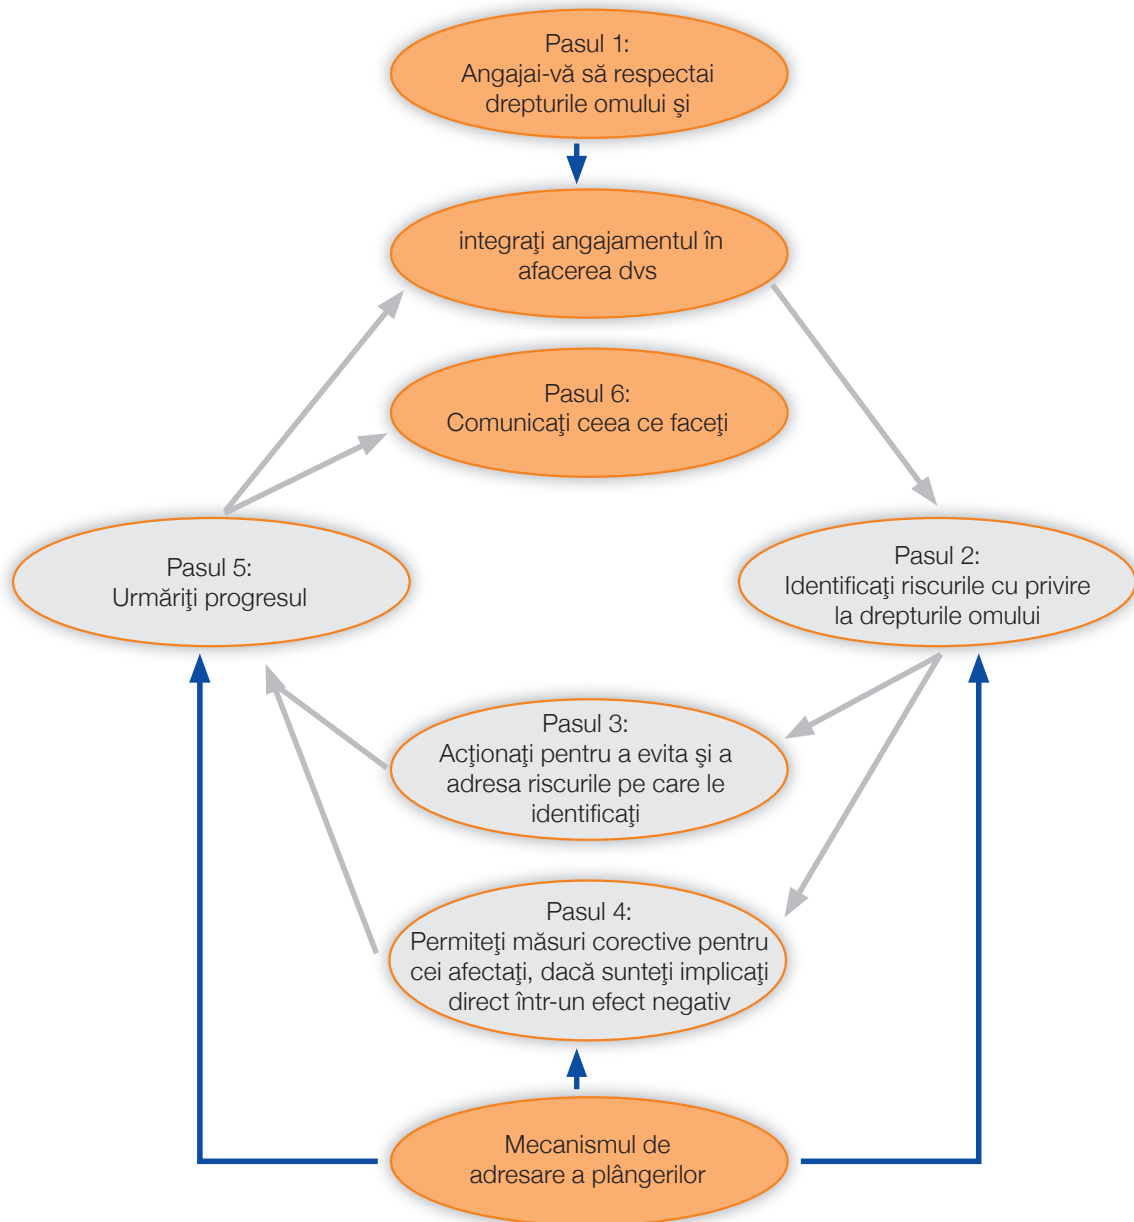 Pasul 1:
Angajai-vă să respectai
drepturile omului şi
integraţi angajamentul în
afacerea dvs
Pasul 6:
Comunicaţi ceea ce faceţi
Pasul 5:
Urmăriţi progresul
Pasul 2:
Identificaţi riscurile cu privire
la drepturile omului
Pasul 3:
Acţionaţi pentru a evita şi a
adresa riscurile pe care le
identificaţi
Pasul 4:
Permiteţi măsuri corective pentru
cei afectaţi, dacă sunteţi implicaţi
direct într-un efect negativ
Mecanismul de
adresare a plângerilor